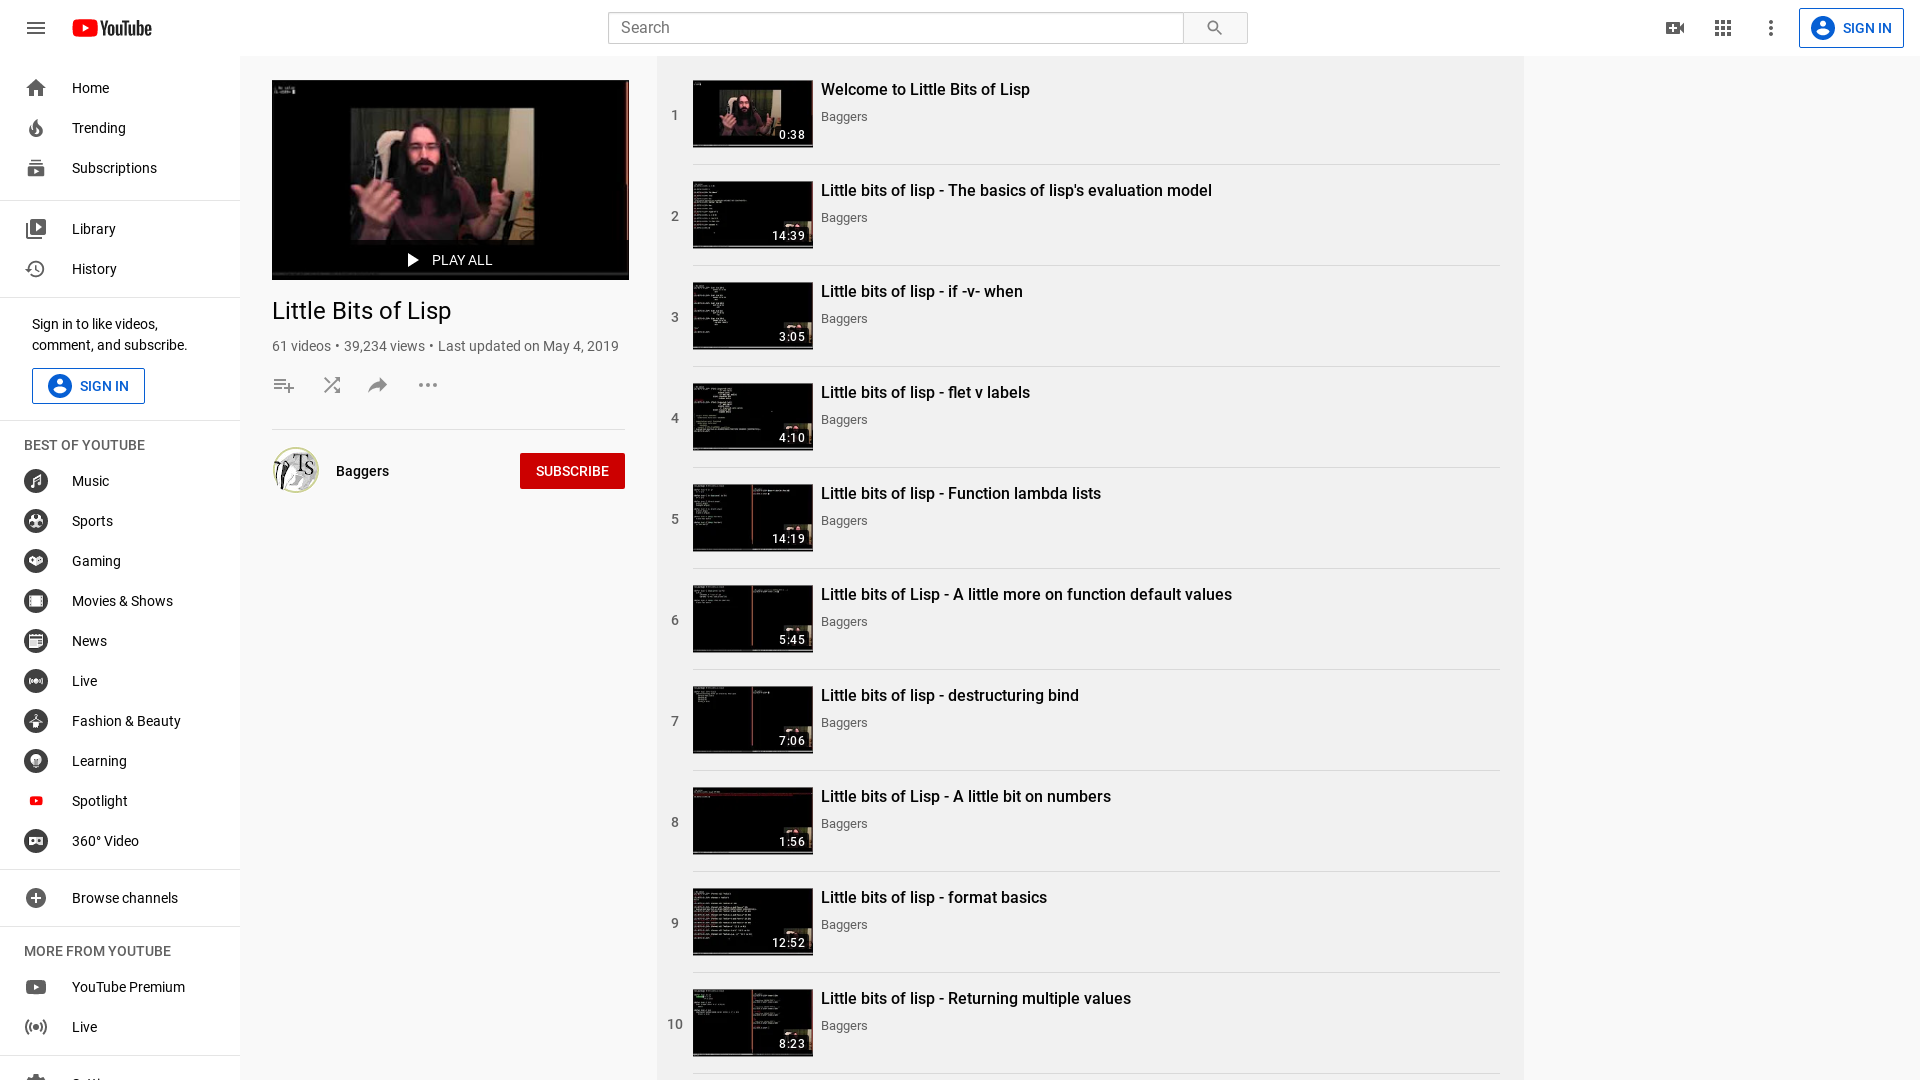 YouTube
Search
SIGN IN
Home
Trending
Subscriptions
Library
History
Sign in to like videos,
comment, and subscribe.
SIGN IN
BEST OF YOUTUBE
Music
Sports
Gaming
Movies & Shows
News
Live
Fashion & Beauty
Learning
Spotlight
360° Video
Browse channels
MORE FROM YOUTUBE
YouTube Premium
Live
PLAY ALL
Little Bits of Lisp
61 videos • 39,234 views • Last updated on May 4, 2019
TS
Baggers
SUBSCRIBE
1
0:38
Welcome to Little Bits of Lisp
Baggers
2
14:39
Little bits of lisp - The basics of lisp's evaluation model
Baggers
3
3:05
Little bits of lisp - if -v- when
Baggers
4
4:10
Little bits of lisp - flet v labels
Baggers
5
14:19
Little bits of lisp - Function lambda lists
Baggers
6
5:45
Little bits of Lisp - A little more on function default values
Baggers
7
7:06
Little bits of lisp - destructuring bind
Baggers
8
1:56
Little bits of Lisp - A little bit on numbers
Baggers
9
12:52
Little bits of lisp - format basics
Baggers
10
8:23
Little bits of lisp - Returning multiple values
Baggers